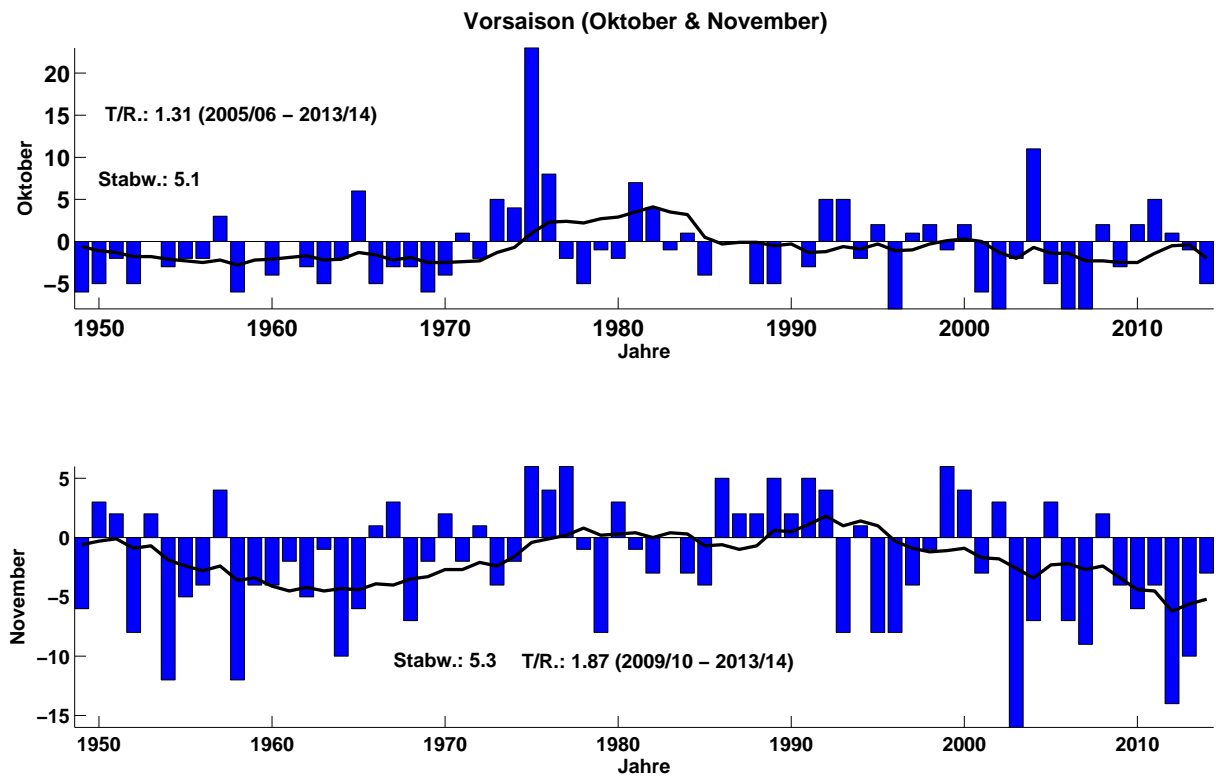 Vorsaison (Oktober & November)
20
15
10
5
0
−5
Oktober
T/R.: 1.31 (2005/06 − 2013/14)
Stabw.: 5.1
1950 1960 1970 1980 1990 2000 2010
Jahre
5
0
−5
−10
−15
November
Stabw.: 5.3 T/R.: 1.87 (2009/10 − 2013/14)
1950 1960 1970 1980 1990 2000 2010
Jahre